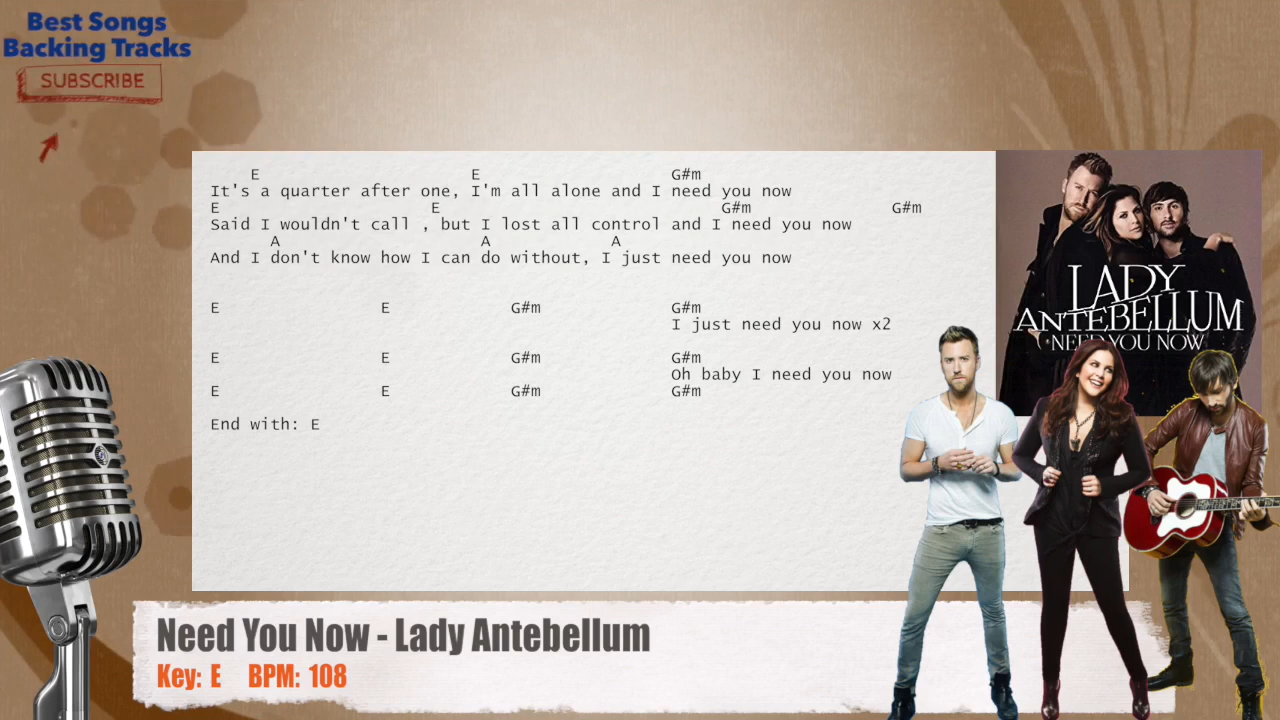 Best Songs
Backing Tracks
SUBSCRIBE
E E G#m
It's a quarter after one, I'm all alone and I need you now
E E G#m G#m
Said I wouldn't call , but I lost all control and I need you now
A A A
And I don't know how I can do without, I just need you now
E E G#m G#m
I just need you now x2
E E G#m G#m
Oh baby I need you now
E E G#m G#m
End with: E
LADY
ANTEBELLUM
NEED YOU NOW
Need You Now - Lady Antebellum
Key: E BPM: 108